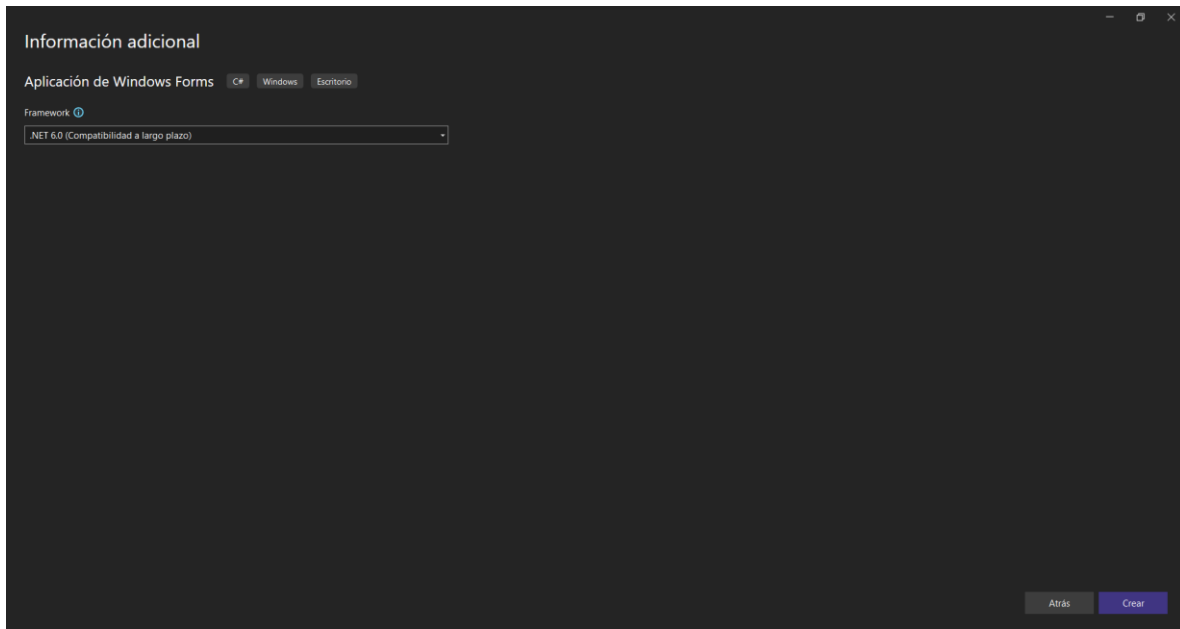 Información adicional
Aplicación de Windows Forms C# Windows Escritorio
Framework
.NET 6.0 (Compatibilidad a largo plazo)
Atrás Crear